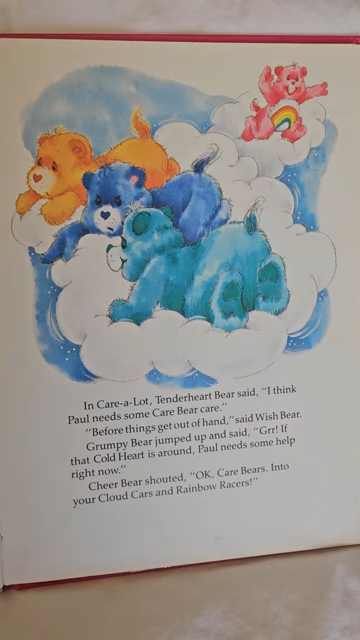 In Care-a-Lot, Tenderheart Bear said, "I think
Paul needs some Care Bear care."
"Before things get out of hand," said Wish Bear.
Grumpy Bear jumped up and said, "Grr! If
that Cold Heart is around, Paul needs some help
right now."
Cheer Bear shouted, "OK, Care Bears. Into
your Cloud Cars and Rainbow Racers!"